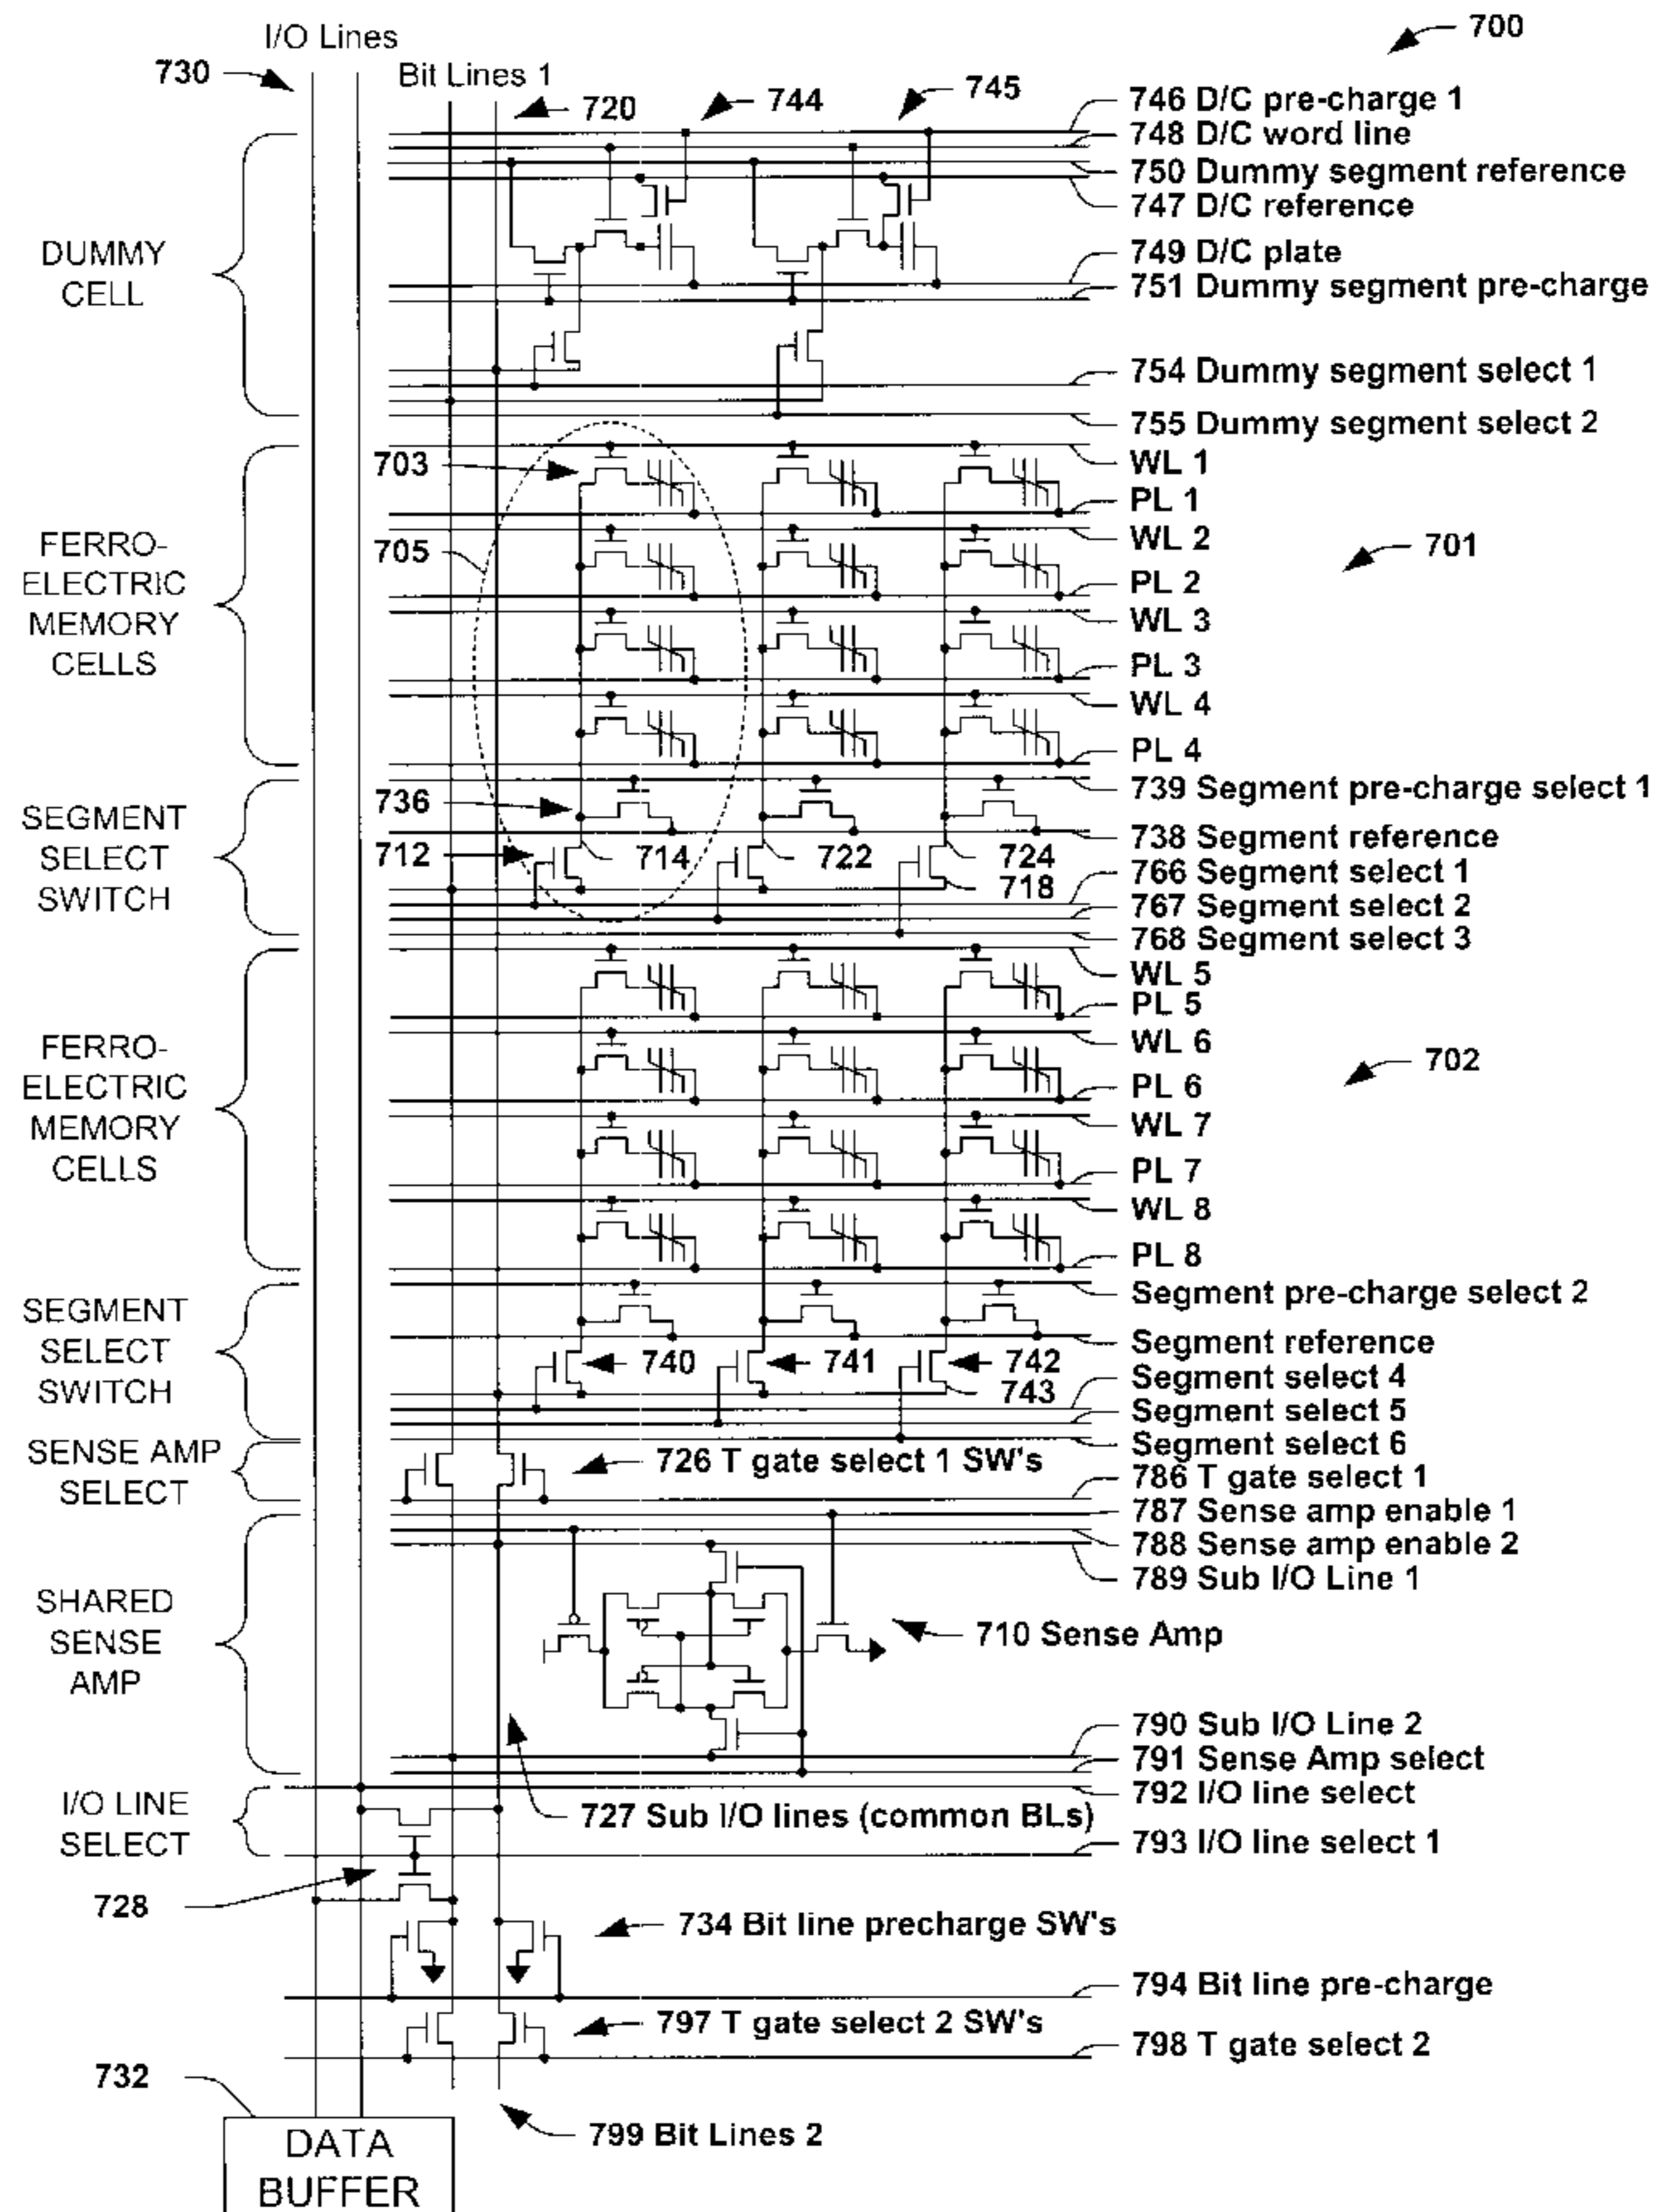 700
I/O Lines
730
Bit Lines 1
720
744
745
746 D/C pre-charge 1
748 D/C word line
750 Dummy segment reference
747 D/C reference
DUMMY
CELL
749 D/C plate
751 Dummy segment pre-charge
754 Dummy segment select 1
755 Dummy segment select 2
703
WL 1
PL 1
705
WL 2
701
FERRO-
ELECTRIC
MEMORY
CELLS
PL 2
WL 3
PL 3
WL 4
PL 4
SEGMENT
SELECT
SWITCH
736
739 Segment pre-charge select 1
738 Segment reference
712
714
722
724
718
766 Segment select 1
767 Segment select 2
768 Segment select 3
WL 5
PL 5
FERRO-
ELECTRIC
MEMORY
CELLS
WL 6
702
PL 6
WL 7
PL 7
WL 8
PL 8
SEGMENT
SELECT
SWITCH
Segment pre-charge select 2
Segment reference
740
741
742
743
Segment select 4
Segment select 5
Segment select 6
SENSE AMP
SELECT
726 T gate select 1 SW's
786 T gate select 1
787 Sense amp enable 1
788 Sense amp enable 2
789 Sub I/O Line 1
SHARED
SENSE
AMP
710 Sense Amp
790 Sub I/O Line 2
791 Sense Amp select
792 I/O line select
I/O LINE
SELECT
727 Sub I/O lines (common BLs)
793 I/O line select 1
728
734 Bit line precharge SW's
794 Bit line pre-charge
797 T gate select 2 SW's
798 T gate select 2
732
799 Bit Lines 2
DATA
BUFFER